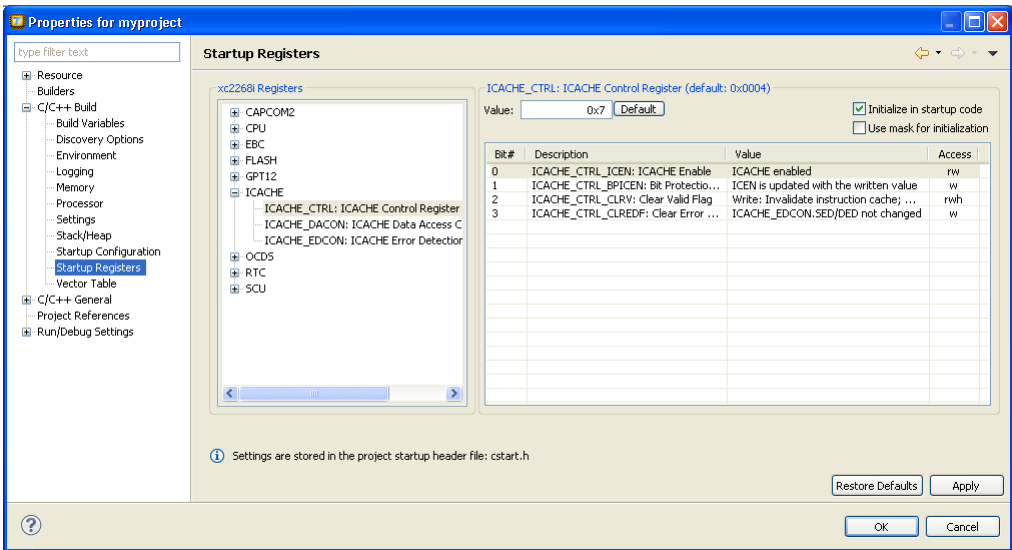 Properties for myproject
type filter text
Resource
Builders
C/C++ Build
Build Variables
Discovery Options
Environment
Logging
Memory
Processor
Settings
Stack/Heap
Startup Configuration
Startup Registers
Vector Table
C/C++ General
Project References
Run/Debug Settings
Startup Registers
xc2268i Registers
CAPCOM2
CPU
EBC
FLASH
GPT12
ICACHE
ICACHE_CTRL: ICACHE Control Register
ICACHE_DACON: ICACHE Data Access C
ICACHE_EDCON: ICACHE Error Detection
OCDS
RTC
SCU
ICACHE_CTRL: ICACHE Control Register (default: 0x0004)
Value: 0x7 Default
Initialize in startup code
Use mask for initialization
Bit# Description Value Access
0 ICACHE_CTRL_ICEN: ICACHE Enable ICACHE enabled rw
1 ICACHE_CTRL_BPICEN: Bit Protectio... ICEN is updated with the written value w
2 ICACHE_CTRL_CLRV: Clear Valid Flag Write: Invalidate instruction cache; ... rwh
3 ICACHE_CTRL_CLREDF: Clear Error ... ICACHE_EDCON.SED/DED not changed w
Settings are stored in the project startup header file: cstart.h
Restore Defaults Apply
OK Cancel